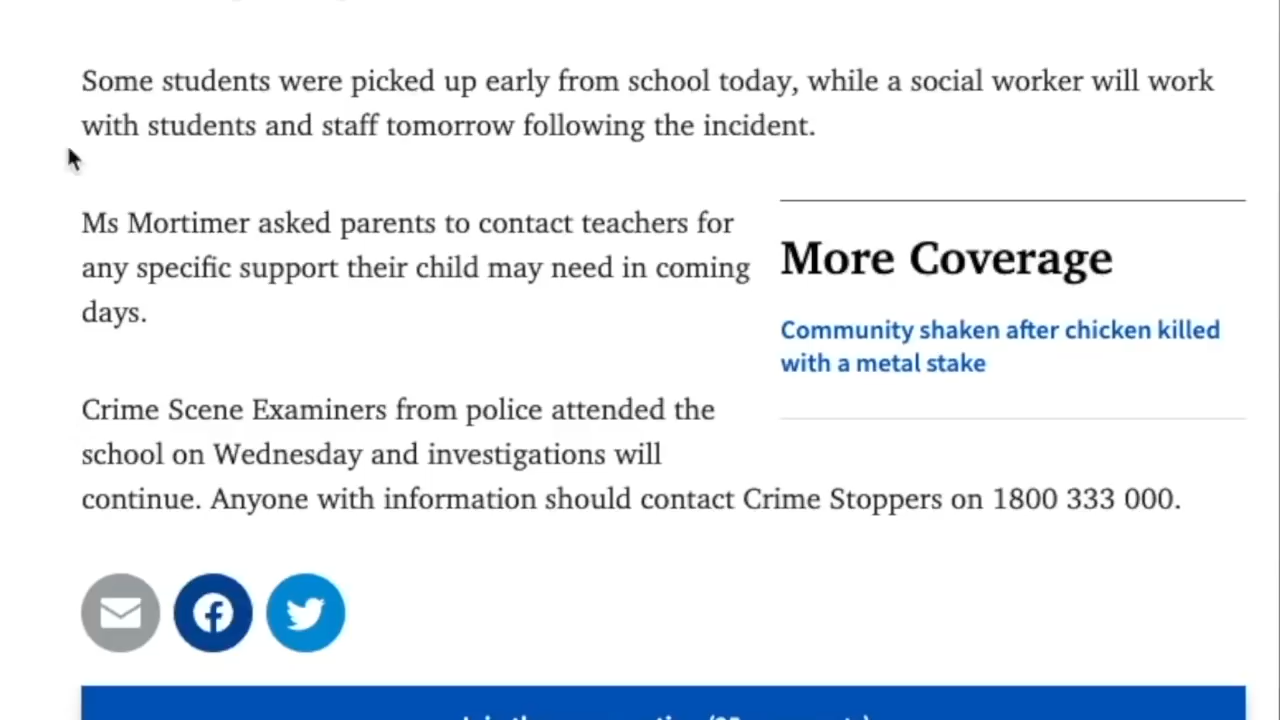 Some students were picked up early from school today, while a social worker will work
with students and staff tomorrow following the incident.
Ms Mortimer asked parents to contact teachers for
any specific support their child may need in coming
days.
More Coverage
Community shaken after chicken killed
with a metal stake
Crime Scene Examiners from police attended the
school on Wednesday and investigations will
continue. Anyone with information should contact Crime Stoppers on 1800 333 000.